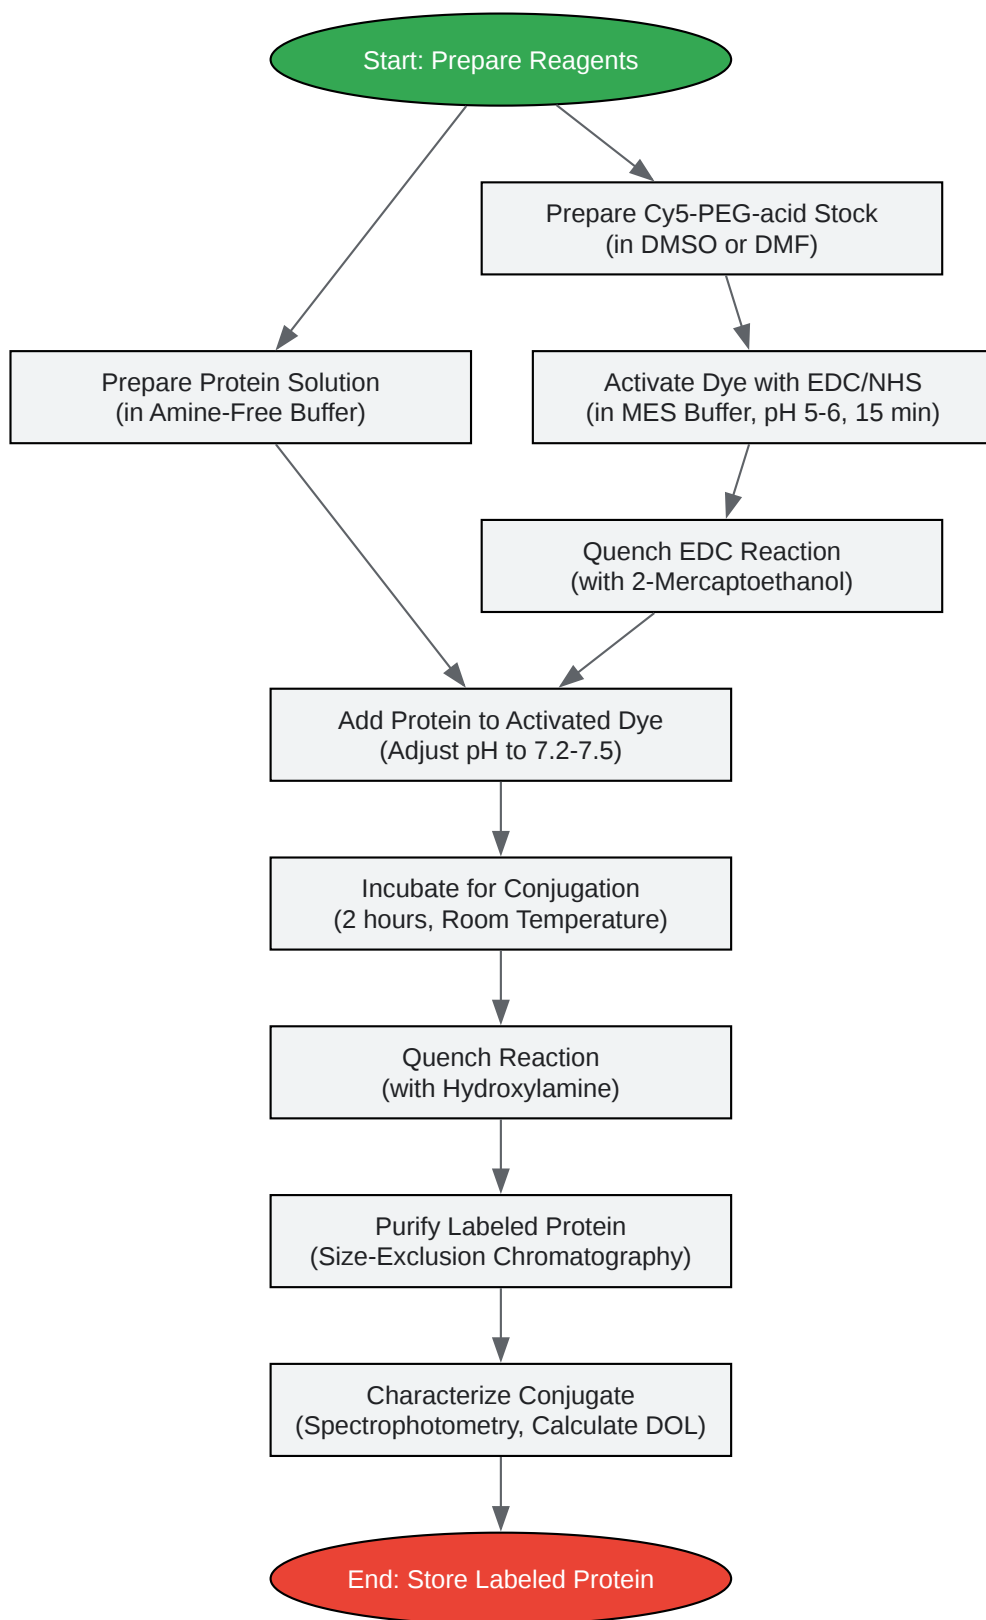 Start: Prepare Reagents
Prepare Cy5-PEG-acid Stock
(in DMSO or DMF)
Prepare Protein Solution
(in Amine-Free Buffer)
Activate Dye with EDC/NHS
(in MES Buffer, pH 5-6, 15 min)
Quench EDC Reaction
(with 2-Mercaptoethanol)
Add Protein to Activated Dye
(Adjust pH to 7.2-7.5)
Incubate for Conjugation
(2 hours, Room Temperature)
Quench Reaction
(with Hydroxylamine)
Purify Labeled Protein
(Size-Exclusion Chromatography)
Characterize Conjugate
(Spectrophotometry, Calculate DOL)
End: Store Labeled Protein